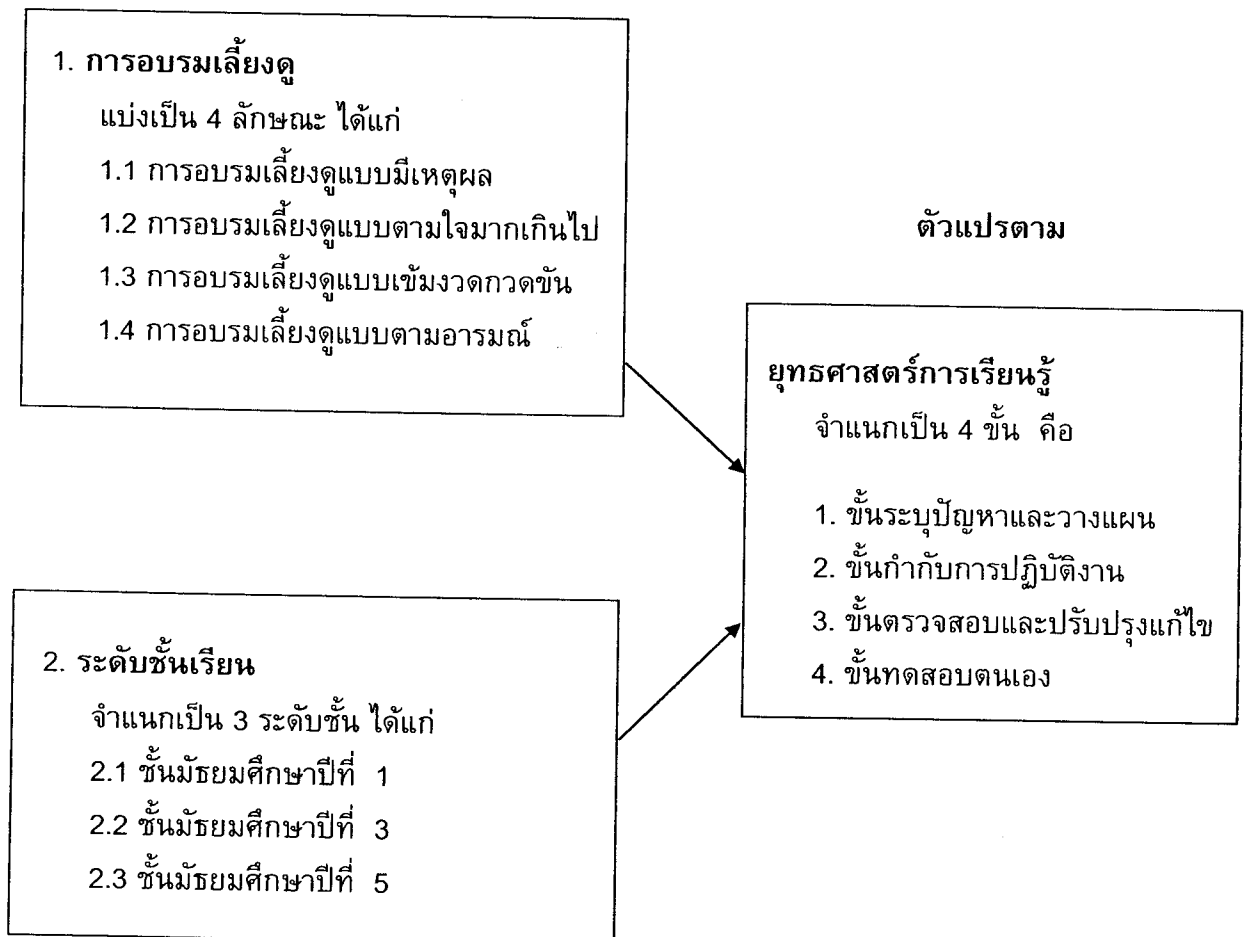 1. การอบรมเลี้ยงดู
แบ่งเป็น 4 ลักษณะ ได้แก่
1.1 การอบรมเลี้ยงดูแบบมีเหตุผล
1.2 การอบรมเลี้ยงดูแบบตามใจมากเกินไป
1.3 การอบรมเลี้ยงดูแบบเข้มงวดกวดขัน
1.4 การอบรมเลี้ยงดูแบบตามอารมณ์
2. ระดับชั้นเรียน
จำแนกเป็น 3 ระดับชั้น ได้แก่
2.1 ชั้นมัธยมศึกษาปีที่ 1
2.2 ชั้นมัธยมศึกษาปีที่ 3
2.3 ชั้นมัธยมศึกษาปีที่ 5
ตัวแปรตาม
ยุทธศาสตร์การเรียนรู้
จำแนกเป็น 4 ขั้น คือ
1. ขั้นระบุปัญหาและวางแผน
2. ขั้นกำกับการปฏิบัติงาน
3. ขั้นตรวจสอบและปรับปรุงแก้ไข
4. ขั้นทดสอบตนเอง